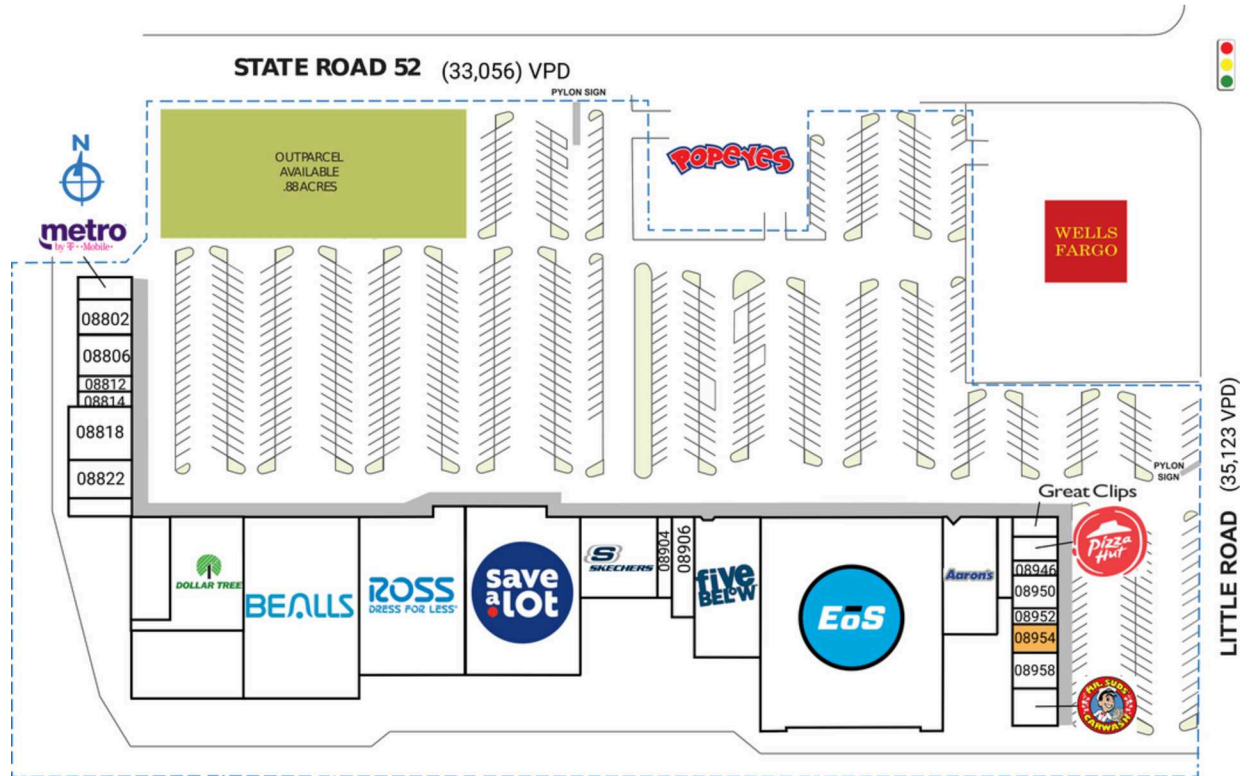 STATE ROAD 52 (33,056) VPD
PYLON SIGN
N
OUTPARCEL
AVAILABLE
.88 ACRES
POPEYES
metro
by T-Mobile
WELLS
FARGO
08802
08806
08812
08814
08818
08822
LITTLE ROAD (35,123 VPD)
PYLON
SIGN
Great Clips
Pizza
Hut
DOLLAR TREE
BEALLS
ROSS
DRESS FOR LESS
save
a
lot
S
SKECHERS
08904
08906
five
BELOW
EōS
Aaron's
08946
08950
08952
08954
08958
MR. SUDS
CARWASH